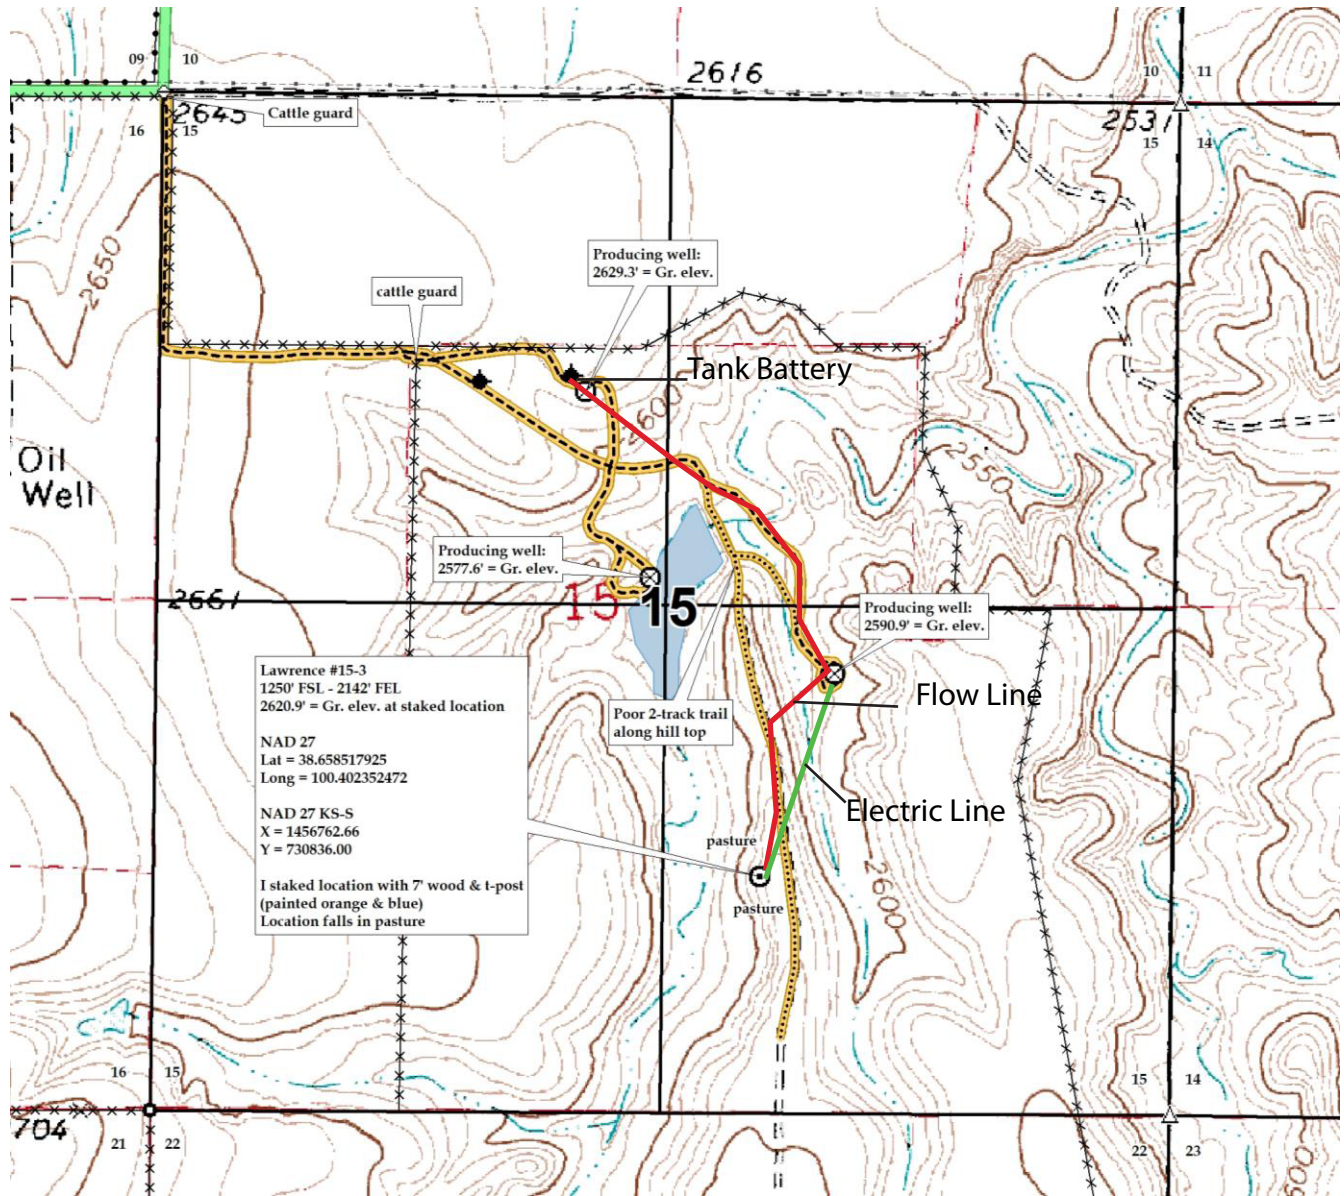 09
10
10
11
2616
2645
Cattle guard
2531
16
15
15
14
2650
Producing well:
2629.3' = Gr. elev.
cattle guard
Tank Battery
2600
Oil
Well
2550
Producing well:
2577.6' = Gr. elev.
2661
15
15
Producing well:
2590.9' = Gr. elev.
Lawrence #15-3
1250' FSL - 2142' FEL
2620.9' = Gr. elev. at staked location
NAD 27
Lat = 38.658517925
Long = 100.402352472
NAD 27 KS-S
X = 1456762.66
Y = 730836.00
I staked location with 7' wood & t-post
(painted orange & blue)
Location falls in pasture
Poor 2-track trail
along hill top
Flow Line
Electric Line
pasture
pasture
2600
16
15
15
14
704
21
22
22
23
2600